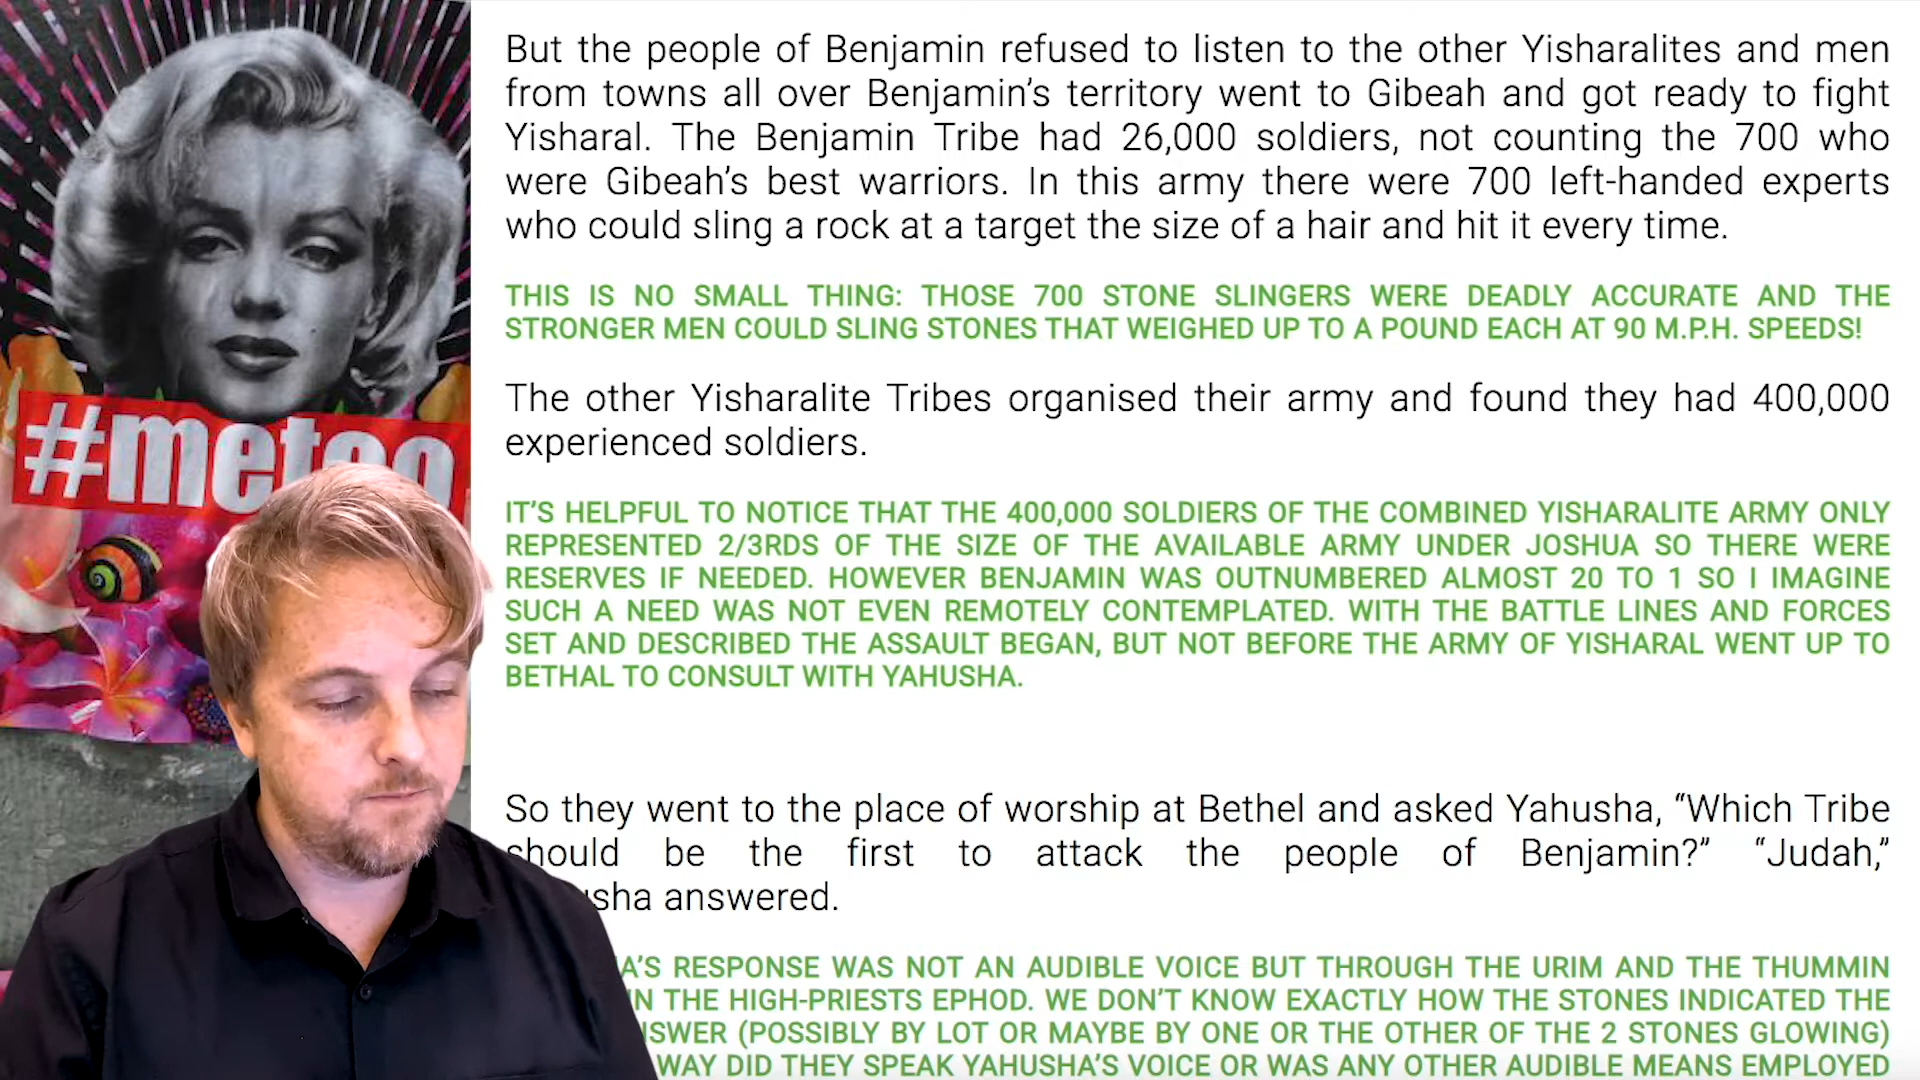 #metoo
But the people of Benjamin refused to listen to the other Yisharalites and men
from towns all over Benjamin’s territory went to Gibeah and got ready to fight
Yisharal. The Benjamin Tribe had 26,000 soldiers, not counting the 700 who
were Gibeah’s best warriors. In this army there were 700 left-handed experts
who could sling a rock at a target the size of a hair and hit it every time.
THIS IS NO SMALL THING: THOSE 700 STONE SLINGERS WERE DEADLY ACCURATE AND THE
STRONGER MEN COULD SLING STONES THAT WEIGHED UP TO A POUND EACH AT 90 M.P.H. SPEEDS!
The other Yisharalite Tribes organised their army and found they had 400,000
experienced soldiers.
IT’S HELPFUL TO NOTICE THAT THE 400,000 SOLDIERS OF THE COMBINED YISHARALITE ARMY ONLY
REPRESENTED 2/3RDS OF THE SIZE OF THE AVAILABLE ARMY UNDER JOSHUA SO THERE WERE
RESERVES IF NEEDED. HOWEVER BENJAMIN WAS OUTNUMBERED ALMOST 20 TO 1 SO I IMAGINE
SUCH A NEED WAS NOT EVEN REMOTELY CONTEMPLATED. WITH THE BATTLE LINES AND FORCES
SET AND DESCRIBED THE ASSAULT BEGAN, BUT NOT BEFORE THE ARMY OF YISHARAL WENT UP TO
BETHAL TO CONSULT WITH YAHUSHA.
So they went to the place of worship at Bethel and asked Yahusha, “Which Tribe
should be the first to attack the people of Benjamin?” “Judah,”
usha answered.
A’S RESPONSE WAS NOT AN AUDIBLE VOICE BUT THROUGH THE URIM AND THE THUMMIN
IN THE HIGH-PRIESTS EPHOD. WE DON’T KNOW EXACTLY HOW THE STONES INDICATED THE
NSWER (POSSIBLY BY LOT OR MAYBE BY ONE OR THE OTHER OF THE 2 STONES GLOWING)
WAY DID THEY SPEAK YAHUSHA’S VOICE OR WAS ANY OTHER AUDIBLE MEANS EMPLOYED